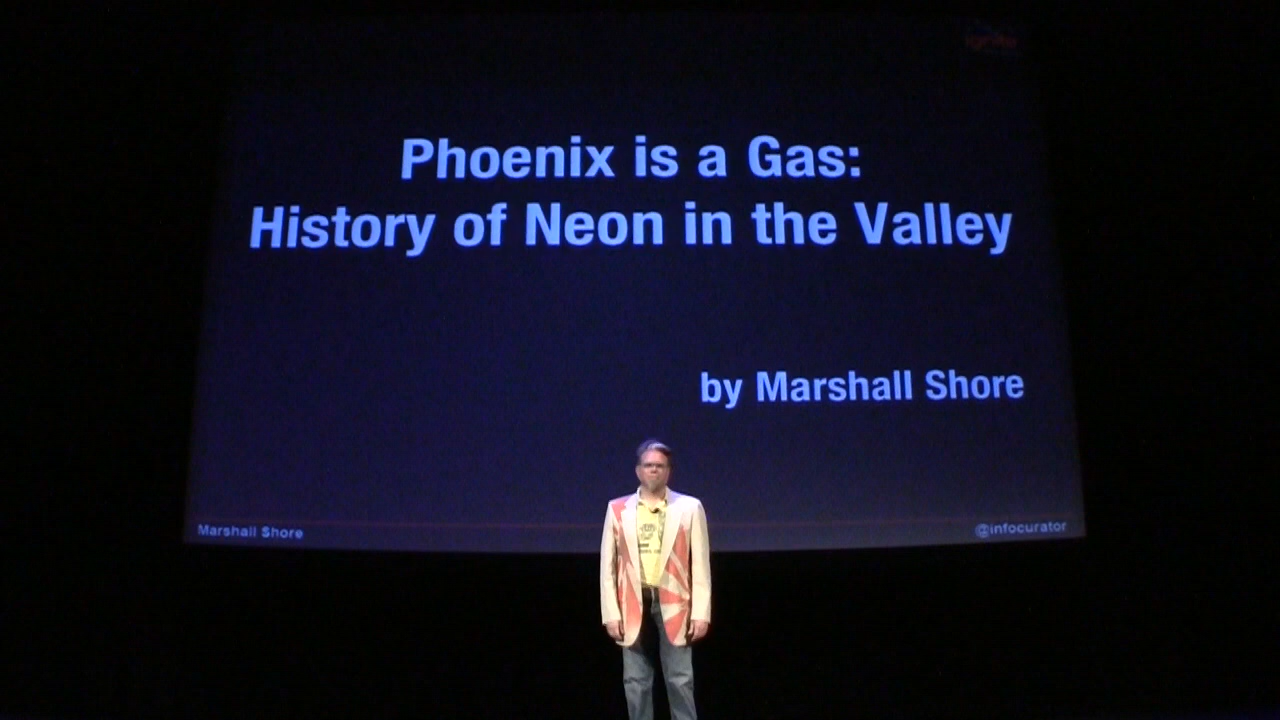 Phoenix is a Gas:
History of Neon in the Valley
by Marshall Shore
Marshall Shore
@infocurator